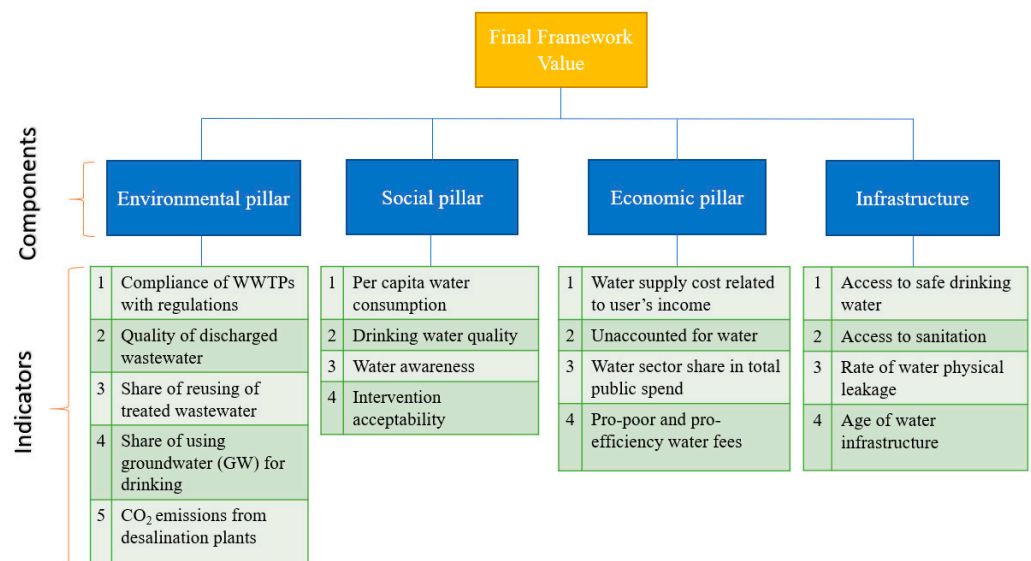 Final Framework
Value
Components
Environmental pillar
Social pillar
Economic pillar
Infrastructure
Indicators
1 Compliance of WWTPs
with regulations
2 Quality of discharged
wastewater
3 Share of reusing of
treated wastewater
4 Share of using
groundwater (GW) for
drinking
5 CO₂ emissions from
desalination plants
1 Per capita water
consumption
2 Drinking water quality
3 Water awareness
4 Intervention
acceptability
1 Water supply cost related
to user’s income
2 Unaccounted for water
3 Water sector share in total
public spend
4 Pro-poor and pro-
efficiency water fees
1 Access to safe drinking
water
2 Access to sanitation
3 Rate of water physical
leakage
4 Age of water
infrastructure